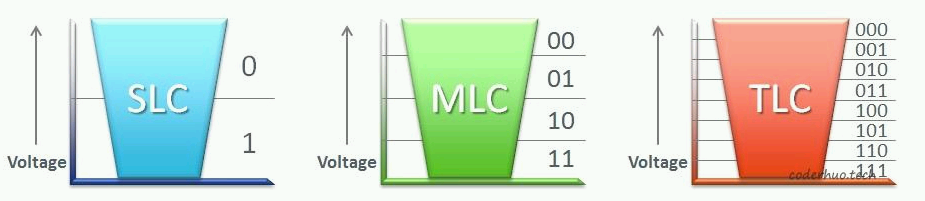 Voltage
SLC
0
1
Voltage
MLC
00
01
10
11
Voltage
TLC
000
001
010
011
100
101
110
111
coderhuo.tech